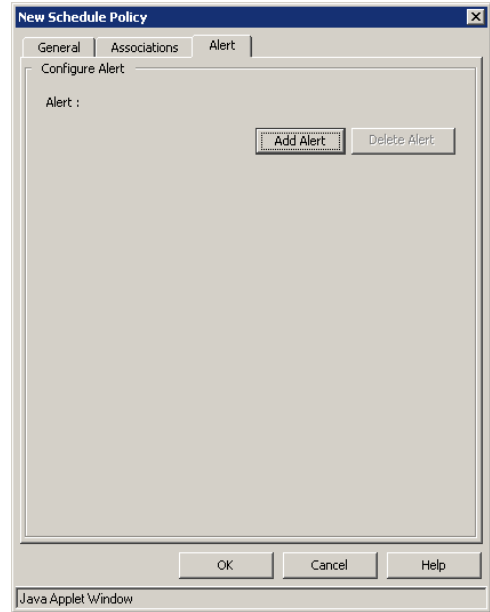 New Schedule Policy
General Associations Alert
Configure Alert
Alert :
Add Alert Delete Alert
OK Cancel Help
Java Applet Window